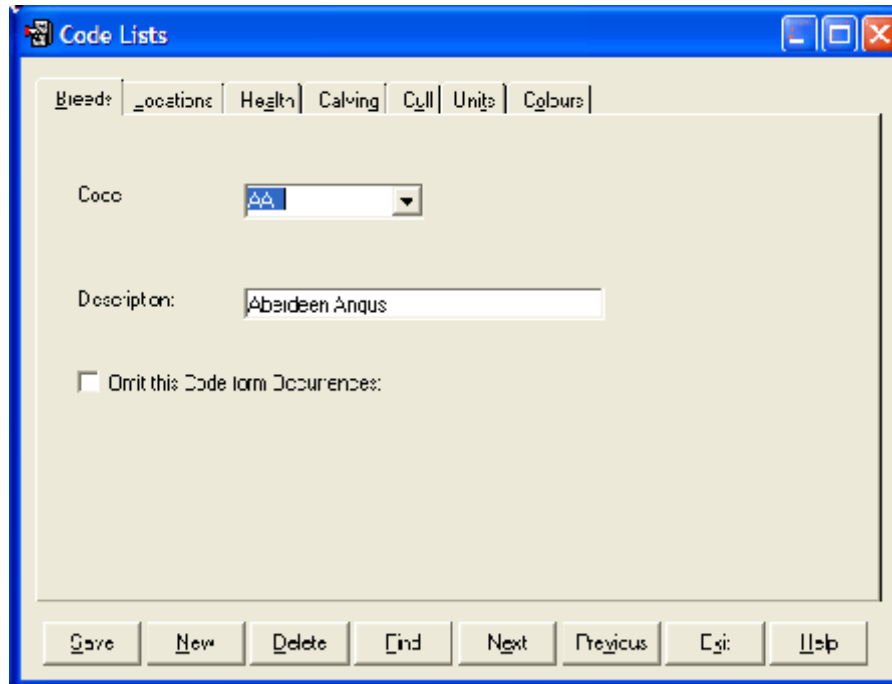 Code Lists
Breeds Locations Health Calving Cull Units Colours
Code AA
Description: Aberdeen Angus
Omit this Code form Occurrences:
Save New Delete Find Next Previous Exit Help